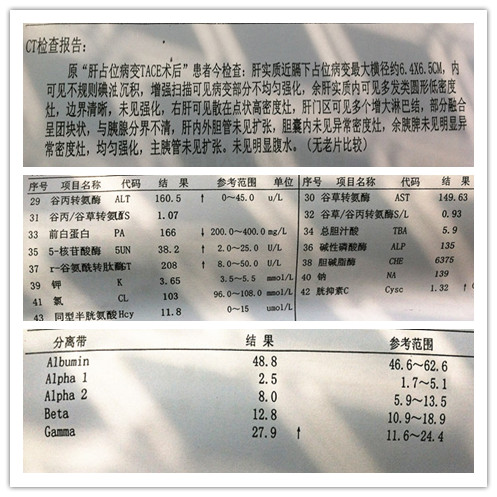 CT检查报告：
原“肝占位病变TACE术后”患者今检查：肝实质近膈下占位病变最大横径约6.4X6.5CM，内
可见不规则碘油沉积，增强扫描可见病变部分不均匀强化，余肝实质内可见多发类圆形低密度
灶，边界清晰，未见强化，右肝可见散在点状高密度灶，肝门区可见多个增大淋巴结，部分融合
呈团块状，与胰腺分界不清，肝内外胆管未见扩张，胆囊内未见异常密度灶，余胰脾未见明显异
常密度灶，均匀强化，主胰管未见扩张。未见明显腹水。（无老片比较）
序号 项目名称 代码 结 果 参考范围 单位
29 谷丙转氨酶 ALT 160.5 ↑ 0～45.0 u/L
31 谷丙/谷草转氨酶/S 1.07
33 前白蛋白 PA 166 ↓ 200.0～400.0 mg/L
35 5-核苷酸酶 5UN 38.2 ↑ 2.0～25.0 U/L
37 r-谷氨酰转肽酶GT 208 ↑ 8.0～50.0 U/L
39 钾 K 3.65 3.5～5.5 mmol/L
41 氯 CL 103 96.0～108.0 mmol/L
43 同型半胱氨酸Hcy 11.8 0～15 umol/L
序号 项目名称 代码 结 果
30 谷草转氨酶 AST 149.63
32 谷草/谷丙转氨酶S/L 0.93
34 总胆汁酸 TBA 5.9
36 碱性磷酸酶 ALP 135
38 胆碱脂酶 CHE 6375
40 钠 NA 139
42 胱抑素C Cysc 1.32 ↑
分离带 结 果 参考范围
Albumin 48.8 46.6～62.6
Alpha 1 2.5 1.7～5.1
Alpha 2 8.0 5.9～13.5
Beta 12.8 10.9～18.9
Gamma 27.9 ↑ 11.6～24.4